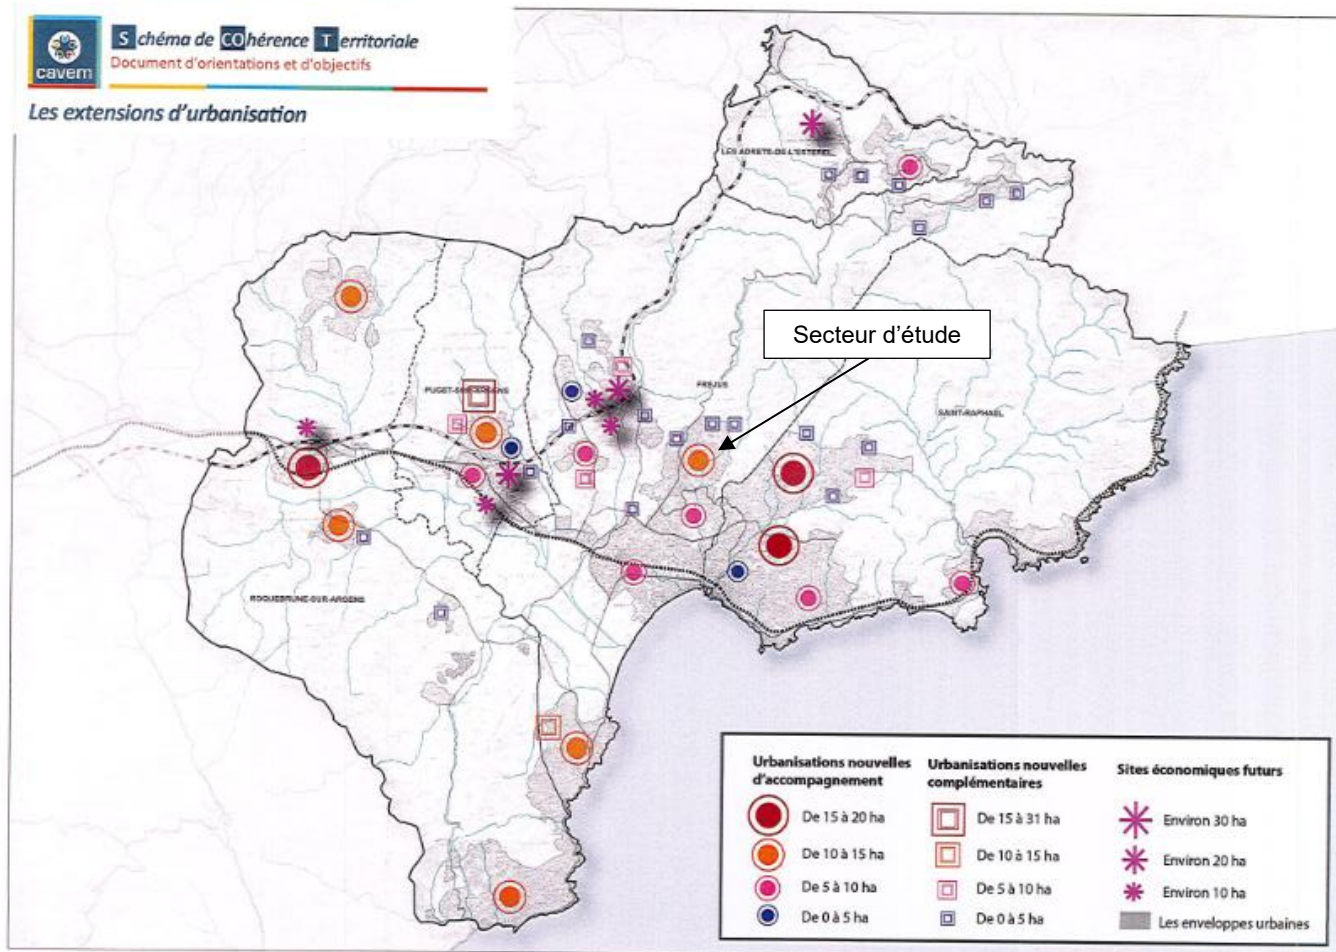 cavem
Schéma de COhérence Territoriale
Document d'orientations et d'objectifs
Les extensions d'urbanisation
LES ADRETS-DE-L'ESTEREL
Secteur d'étude
PUGET-SUR-ARGENS
FREJUS
SAINT-RAPHAEL
ROQUEBRUNE-SUR-ARGENS
Urbanisations nouvelles
d'accompagnement
De 15 à 20 ha
De 10 à 15 ha
De 5 à 10 ha
De 0 à 5 ha
Urbanisations nouvelles
complémentaires
De 15 à 31 ha
De 10 à 15 ha
De 5 à 10 ha
De 0 à 5 ha
Sites économiques futurs
Environ 30 ha
Environ 20 ha
Environ 10 ha
Les enveloppes urbaines